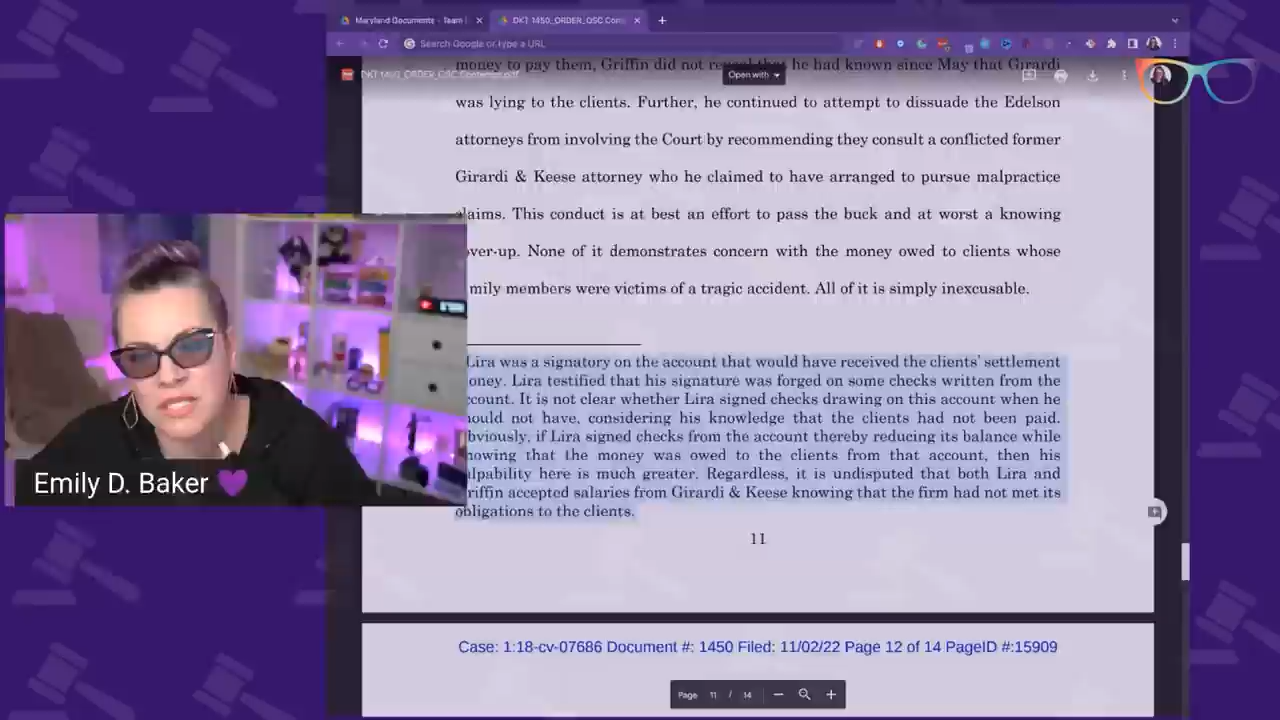 Maryland Documents - Team
DKT 1450_ORDER_OSC Con
Search Google or type a URL
DKT 1450_ORDER_OSC Contempt.pdf
Open with
money to pay them, Griffin did not reveal that he had known since May that Girardi
was lying to the clients. Further, he continued to attempt to dissuade the Edelson
attorneys from involving the Court by recommending they consult a conflicted former
Girardi & Keese attorney who he claimed to have arranged to pursue malpractice
claims. This conduct is at best an effort to pass the buck and at worst a knowing
over-up. None of it demonstrates concern with the money owed to clients whose
mily members were victims of a tragic accident. All of it is simply inexcusable.
Lira was a signatory on the account that would have received the clients' settlement
oney. Lira testified that his signature was forged on some checks written from the
ccount. It is not clear whether Lira signed checks drawing on this account when he
hould not have, considering his knowledge that the clients had not been paid.
bviously, if Lira signed checks from the account thereby reducing its balance while
nowing that the money was owed to the clients from that account, then his
ulpability here is much greater. Regardless, it is undisputed that both Lira and
riffin accepted salaries from Girardi & Keese knowing that the firm had not met its
obligations to the clients.
11
Emily D. Baker
Case: 1:18-cv-07686 Document #: 1450 Filed: 11/02/22 Page 12 of 14 PageID #:15909
Page 11 / 14